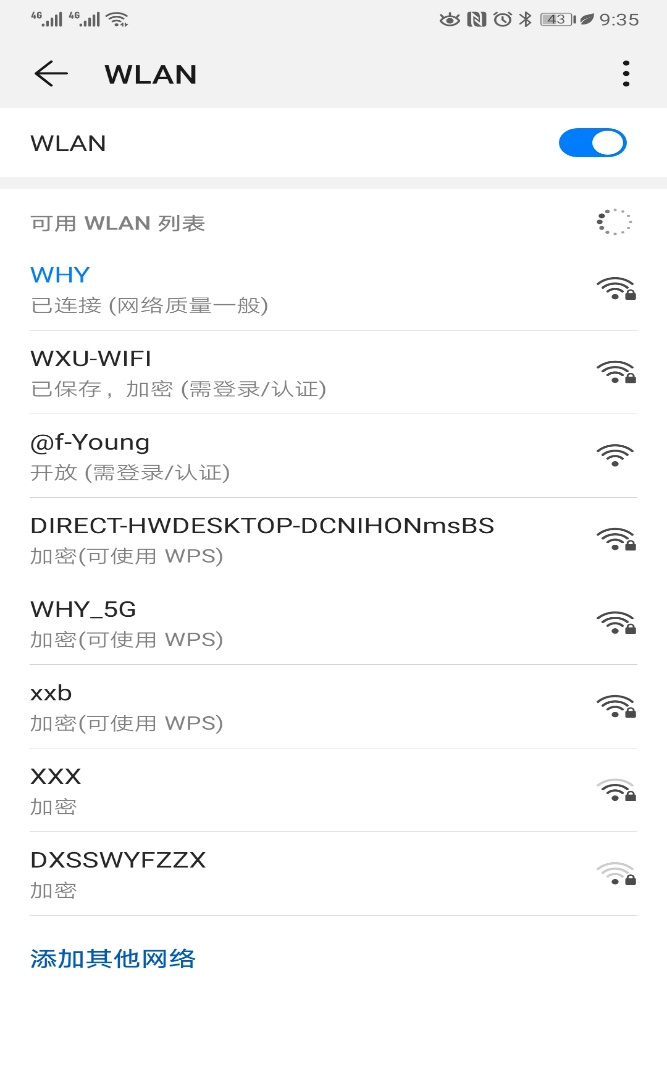 4G 4G 43 9:35
WLAN
WLAN
可用 WLAN 列表
WHY
已连接 (网络质量一般)
WXU-WIFI
已保存，加密 (需登录/认证)
@f-Young
开放 (需登录/认证)
DIRECT-HWDESKTOP-DCNIHONmsBS
加密(可使用 WPS)
WHY_5G
加密(可使用 WPS)
xxb
加密(可使用 WPS)
XXX
加密
DXSSWYFZZX
加密
添加其他网络